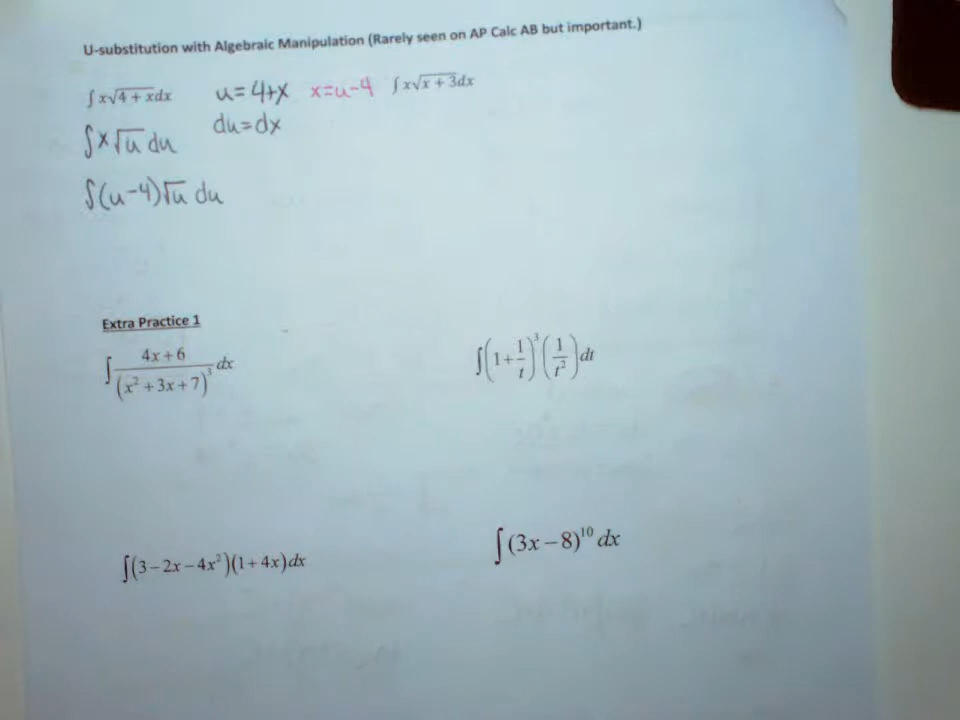 U-substitution with Algebraic Manipulation (Rarely seen on AP Calc AB but important.)
∫x√(4+x)dx u=4+x x=u-4 ∫x√(x+3)dx
∫x√u du du=dx
∫(u-4)√u du
Extra Practice 1
∫(4x+6)/(x²+3x+7)³ dx ∫(1+1/t)³(1/t²)dt
∫(3-2x-4x²)(1+4x)dx ∫(3x-8)¹⁰ dx